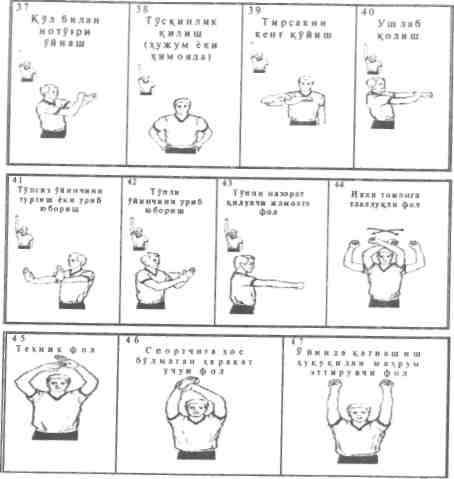 37
Қўл билан
нотўғри
ўйнаш
38
Тўсқинлик
қилиш
(ҳужум ёки
ҳимояда)
39
Тирсакни
кенг қўйиш
40
Ушлаб
қолиш
41
Тўпсиз ўйинчини
туртиш ёки уриб
юбориш
42
Тўпли
ўйинчини уриб
юбориш
43
Тўпни назорат
қилувчи жамоага
фол
44
Икки томонга
тааллуқли фол
45
Техник фол
46
Спортчига хос
бўлмаган ҳаракат
учун фол
47
Ўйинда қатнашиш
ҳуқуқидан маҳрум
эттирувчи фол